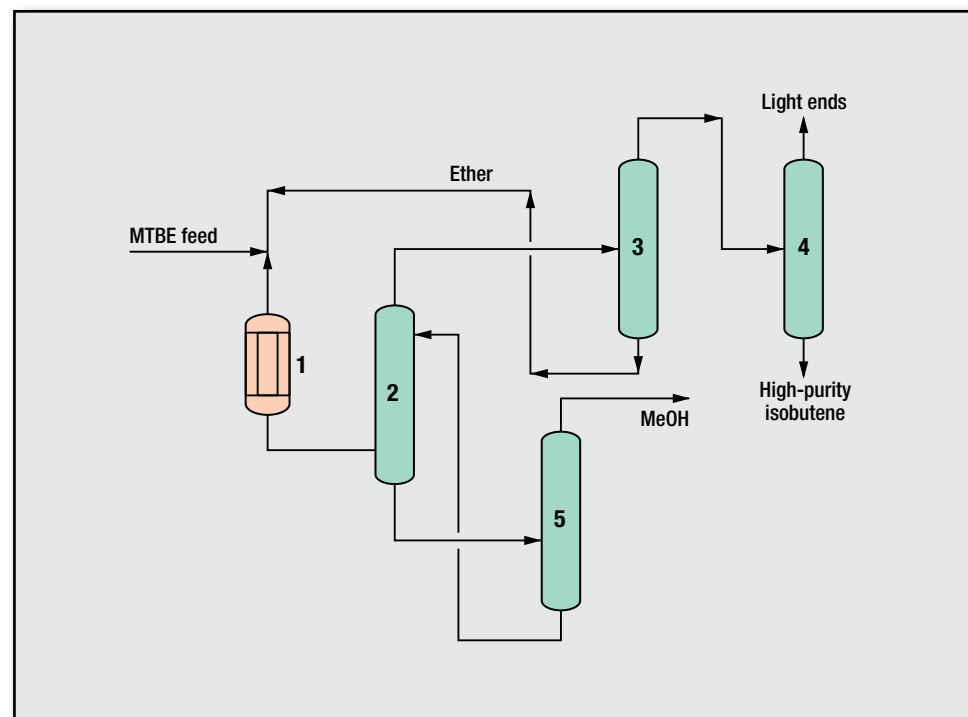 Light ends
Ether
MTBE feed
3
4
1
2
High-purity
isobutene
MeOH
5